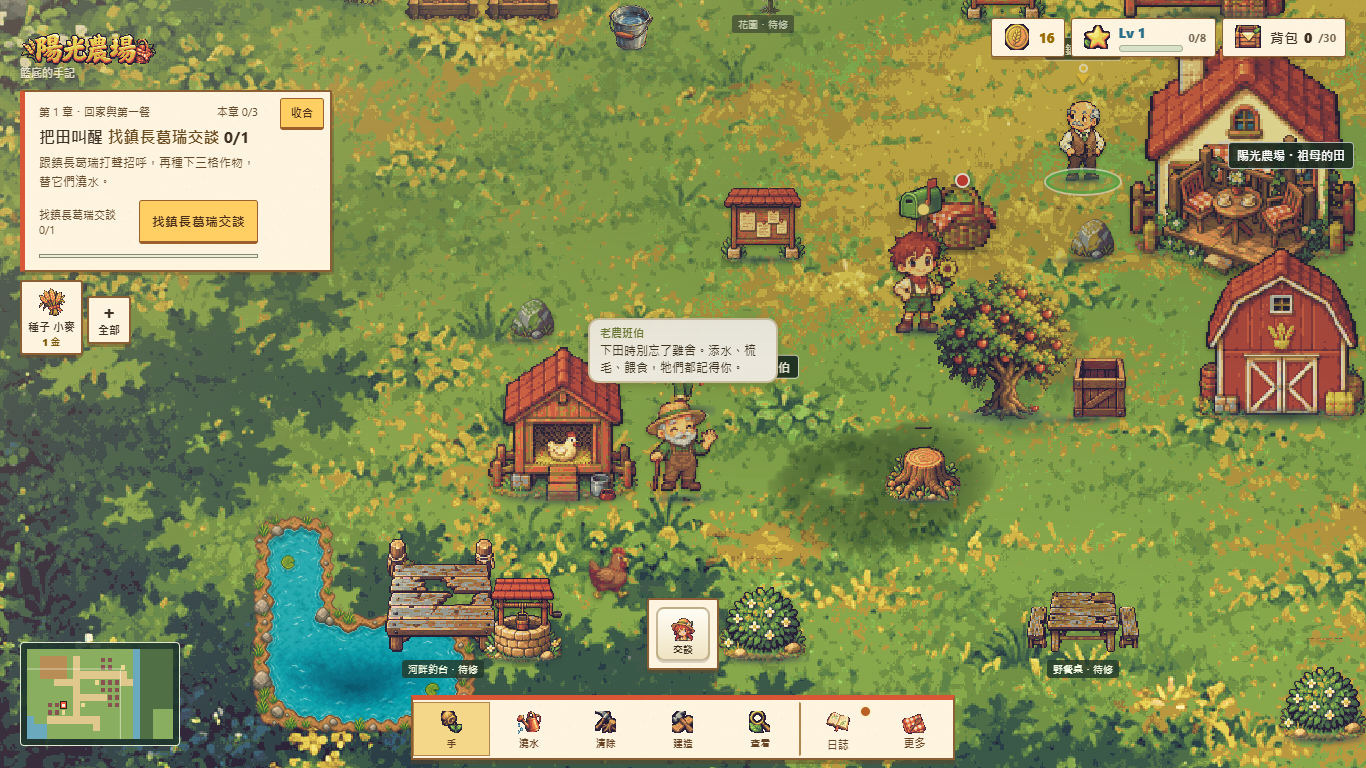 陽光農場
籃底的手記
第 1 章 · 回家與第一餐
本章 0/3
收合
把田叫醒 找鎮長葛瑞交談 0/1
跟鎮長葛瑞打聲招呼，再種下三格作物，
替它們澆水。
找鎮長葛瑞交談
0/1
找鎮長葛瑞交談
種子 小麥
1 金
+
全部
花圃 · 待修
16
Lv 1
0/8
背包 0 /30
陽光農場 · 祖母的田
老農班伯
下田時別忘了雞舍。添水、梳
毛、餵食，牠們都記得你。
伯
交談
河畔釣台 · 待修
野餐桌 · 待修
手
澆水
清除
建造
查看
日誌
更多